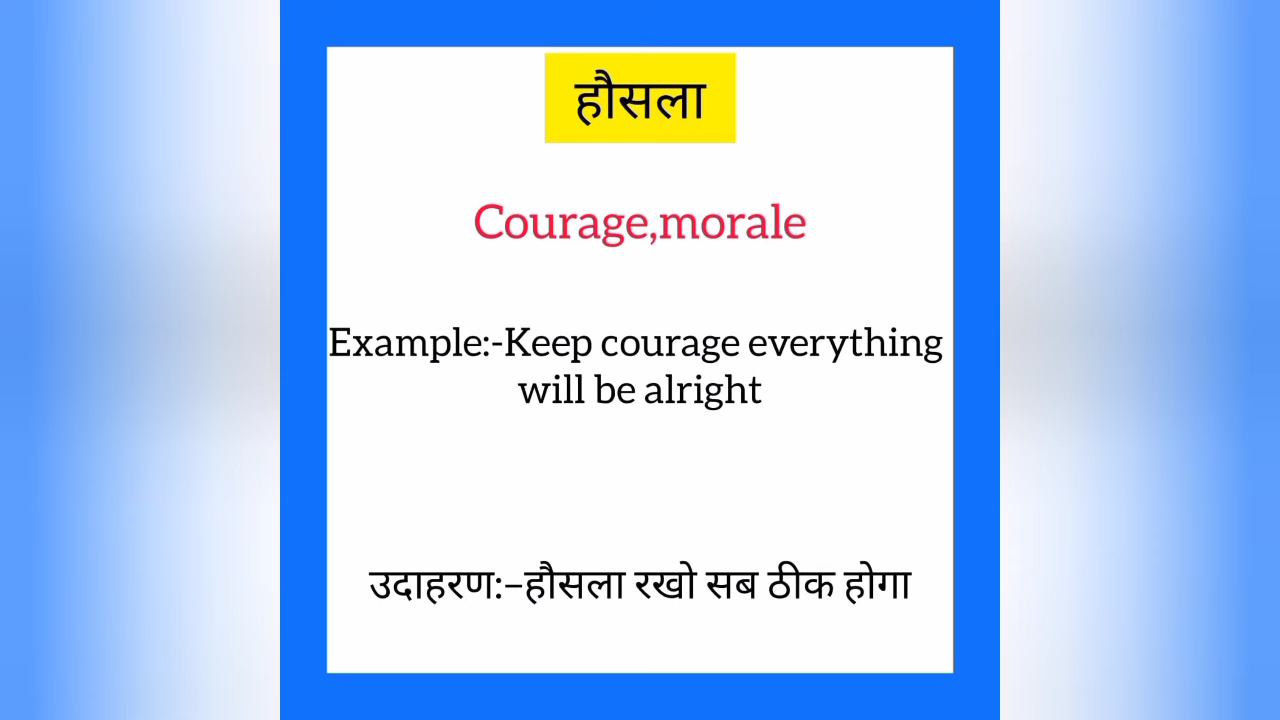 हौसला
Courage,morale
Example:-Keep courage everything
will be alright
उदाहरण:–हौसला रखो सब ठीक होगा